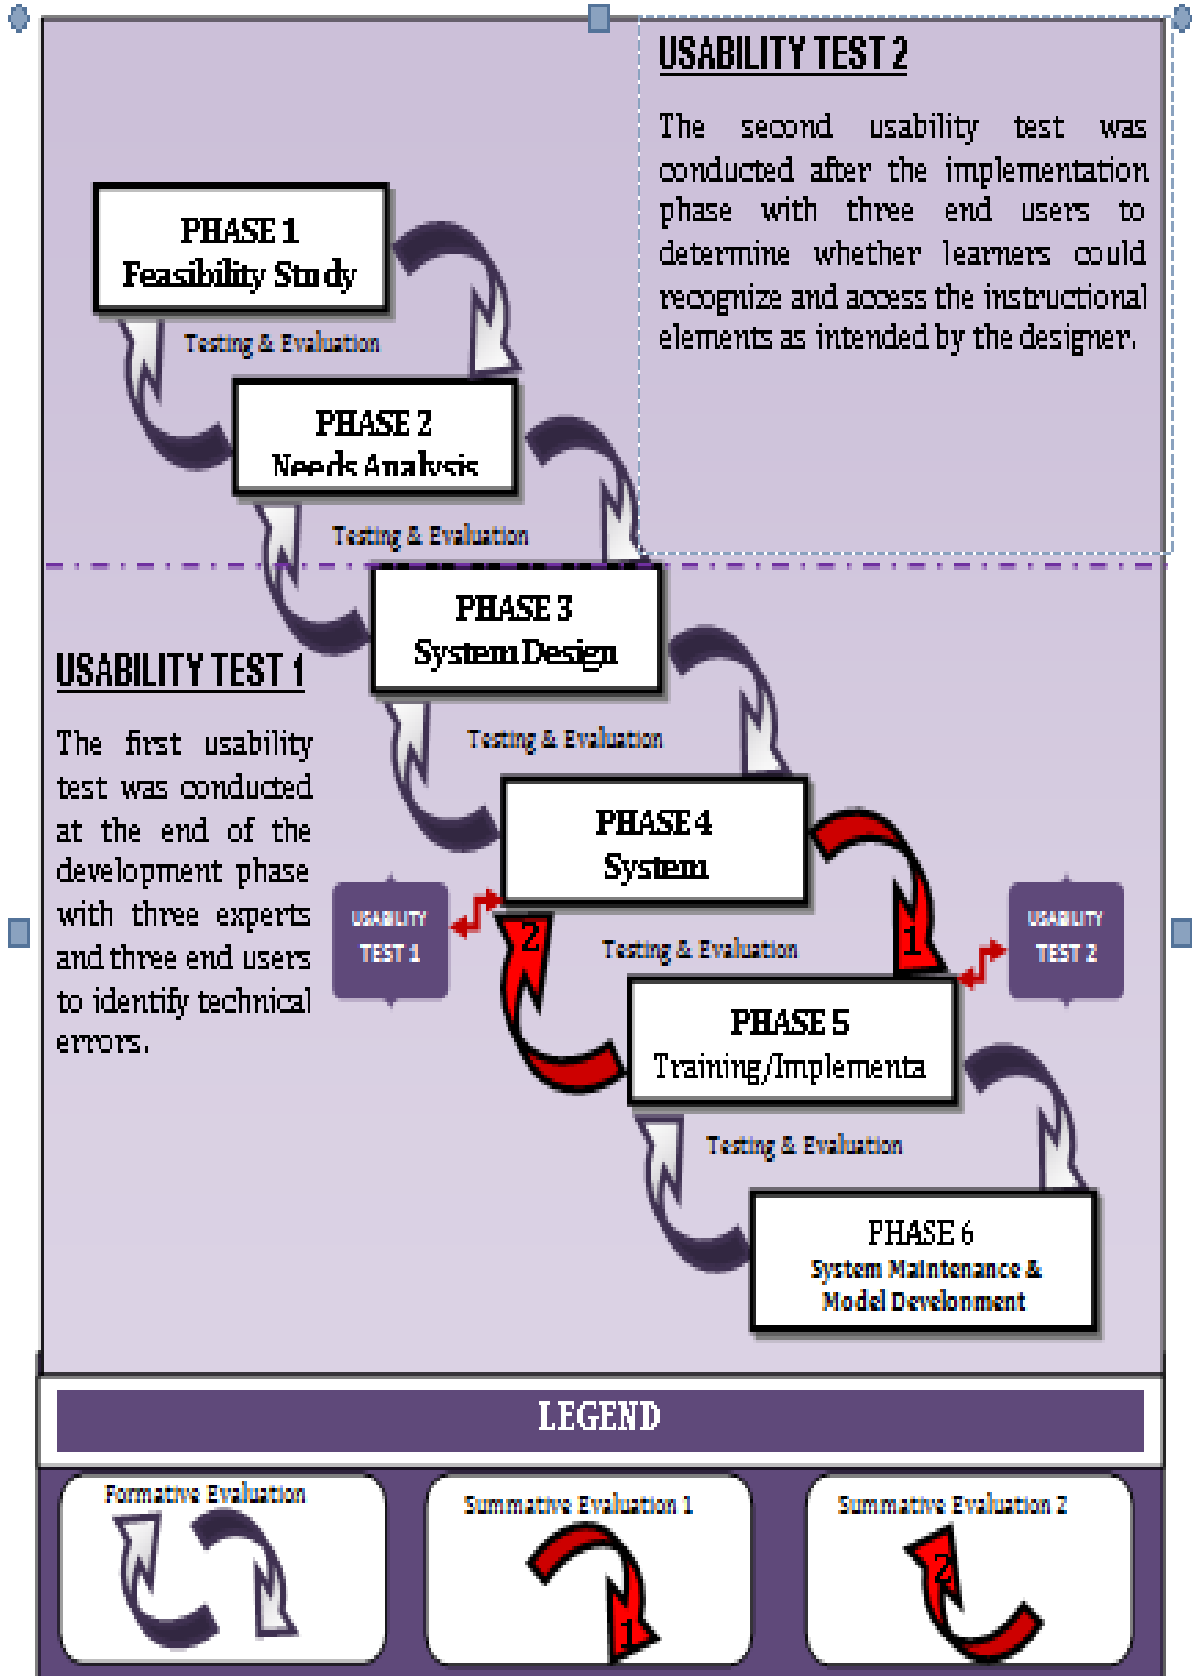 USABILITY TEST 2
The second usability test was
conducted after the implementation
phase with three end users to
determine whether learners could
recognize and access the instructional
elements as intended by the designer.
PHASE 1
Feasibility Study
Testing & Evaluation
PHASE 2
Needs Analysis
Testing & Evaluation
PHASE 3
System Design
USABILITY TEST 1
The first usability
test was conducted
at the end of the
development phase
with three experts
and three end users
to identify technical
errors.
Testing & Evaluation
PHASE 4
System
USABILITY
TEST 1
2
Testing & Evaluation
1
USABILITY
TEST 2
PHASE 5
Training/Implementa
Testing & Evaluation
PHASE 6
System Maintenance &
Model Development
LEGEND
Formative Evaluation
Summative Evaluation 1
1
Summative Evaluation 2
2